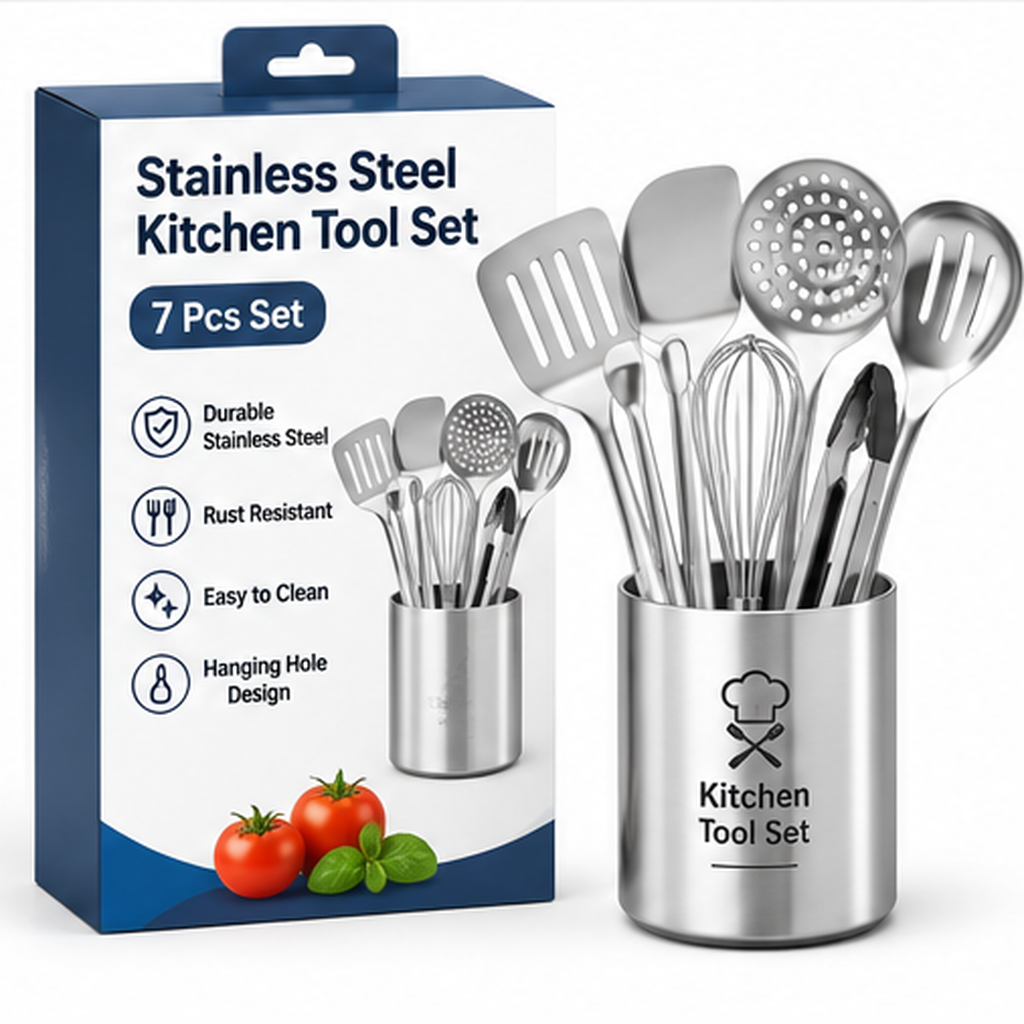 Stainless Steel
Kitchen Tool Set
7 Pcs Set
Durable
Stainless Steel
Rust Resistant
Easy to Clean
Hanging Hole
Design
Kitchen
Tool Set